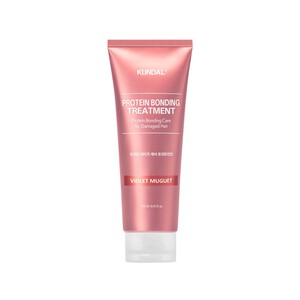 KUNDAL
PROTEIN BONDING
TREATMENT
Protein Bonding Care
for Damaged Hair
VIOLET MUGUET